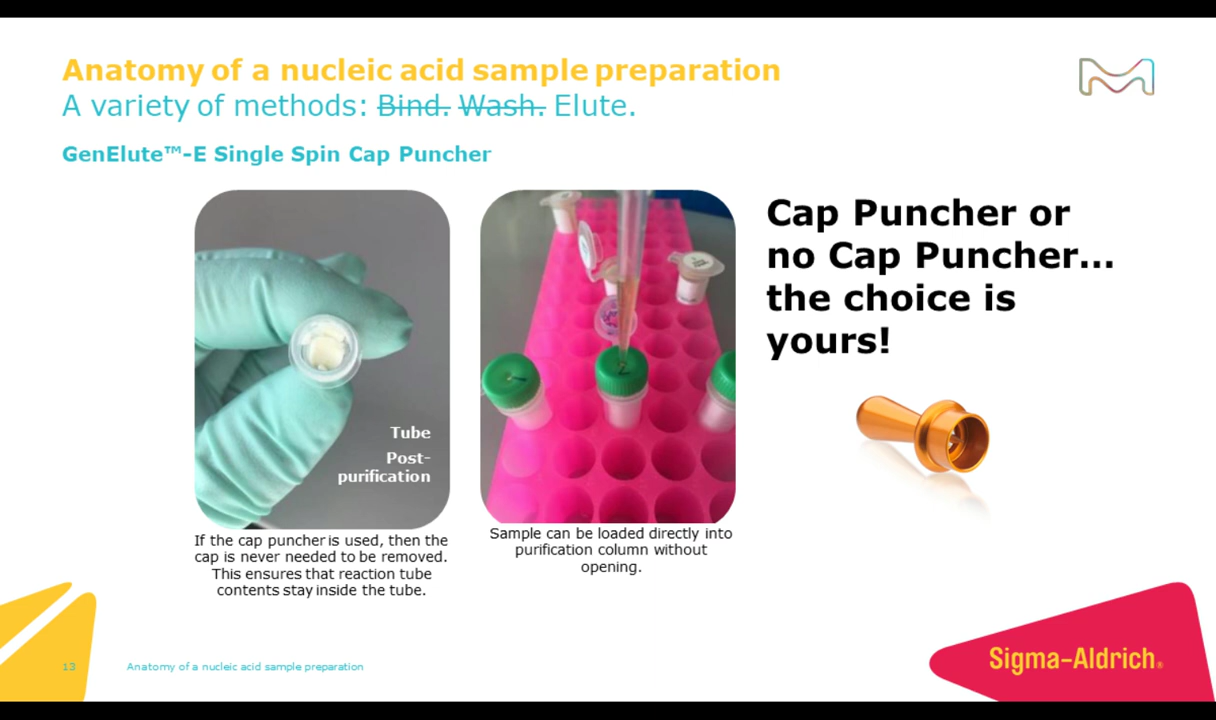 Anatomy of a nucleic acid sample preparation
A variety of methods: Bind. Wash. Elute.
GenElute™-E Single Spin Cap Puncher
Tube
Post-
purification
If the cap puncher is used, then the
cap is never needed to be removed.
This ensures that reaction tube
contents stay inside the tube.
2
Sample can be loaded directly into
purification column without
opening.
Cap Puncher or
no Cap Puncher...
the choice is
yours!
13
Anatomy of a nucleic acid sample preparation
Sigma-Aldrich®